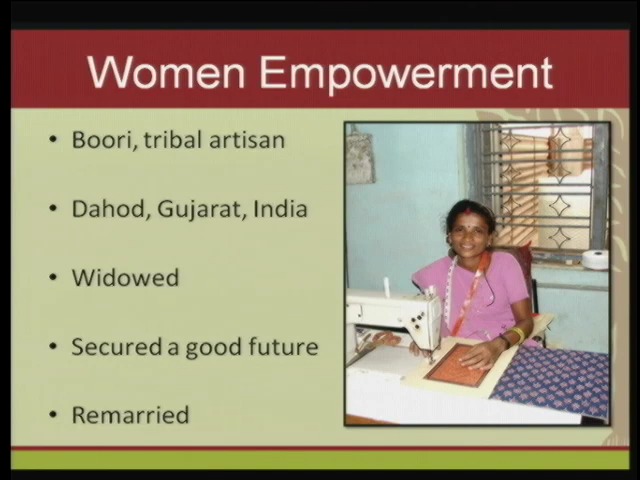 Women Empowerment
• Boori, tribal artisan
• Dahod, Gujarat, India
• Widowed
• Secured a good future
• Remarried